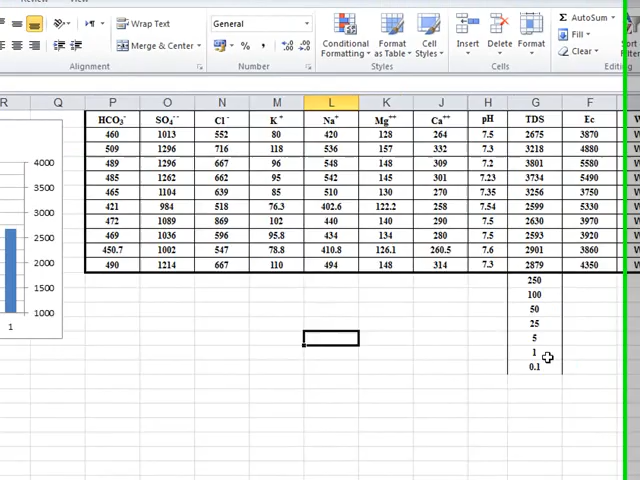 Wrap Text
General
AutoSum
Fill
Clear
Merge & Center
%
,
Conditional
Formatting
Format
Table
Cell
Styles
Insert
Delete
Format
Sort
Alignment
Number
Styles
Cells
R Q P O N M L K J H G F
HCO₃⁻ SO₄⁻⁻ Cl⁻ K⁺ Na⁺ Mg⁺⁺ Ca⁺⁺ pH TDS Ec W
460 1013 552 80 420 128 264 7.5 2675 3870
509 1296 716 118 536 157 332 7.3 3218 4880
489 1296 667 96 548 148 309 7.2 3801 5580
485 1262 662 95 542 145 301 7.23 3734 5490
465 1104 639 85 510 130 270 7.35 3256 3750
421 984 518 76.3 402.6 122.2 258 7.54 2599 5330
472 1089 869 102 440 140 290 7.5 2630 3970
469 1036 596 95.8 434 134 280 7.5 2593 3920
450.7 1002 547 78.8 410.8 126.1 260.5 7.6 2901 3860
490 1214 667 110 494 148 314 7.3 2879 4350
250
100
50
25
5
1
0.1
4000
3500
3000
2500
2000
1500
1000
1